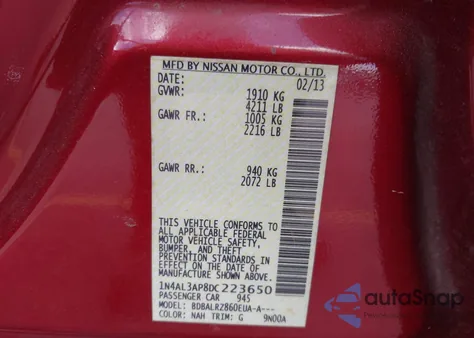 MFD BY NISSAN MOTOR CO., LTD.
DATE: 02/13
GVWR: 1910 KG
4211 LB
GAWR FR.: 1005 KG
2216 LB
GAWR RR.: 940 KG
2072 LB
THIS VEHICLE CONFORMS TO
ALL APPLICABLE FEDERAL
MOTOR VEHICLE SAFETY,
BUMPER, AND THEFT
PREVENTION STANDARDS IN
EFFECT ON THE DATE OF
MANUFACTURE SHOWN ABOVE.
1N4AL3AP8DC223650
PASSENGER CAR 945
MODEL: BDBALRZ860EUA-A---
COLOR: NAH TRIM: G 9N00A
autoSnap